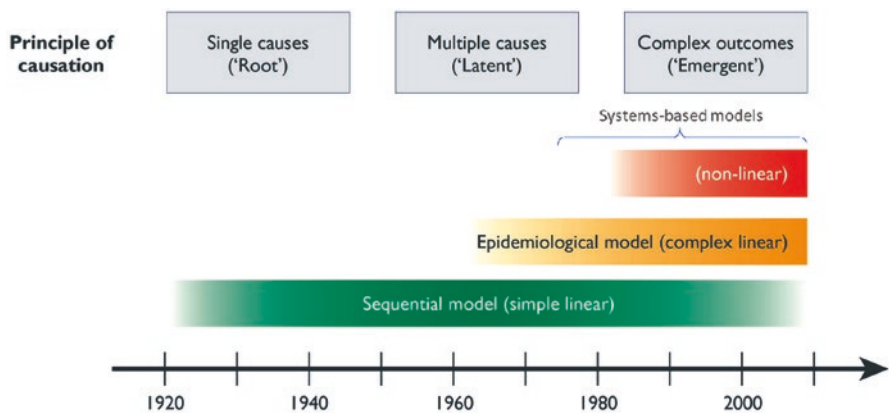 Principle of
causation
Single causes
(‘Root’)
Multiple causes
(‘Latent’)
Complex outcomes
(‘Emergent’)
Systems-based models
(non-linear)
Epidemiological model (complex linear)
Sequential model (simple linear)
1920
1940
1960
1980
2000